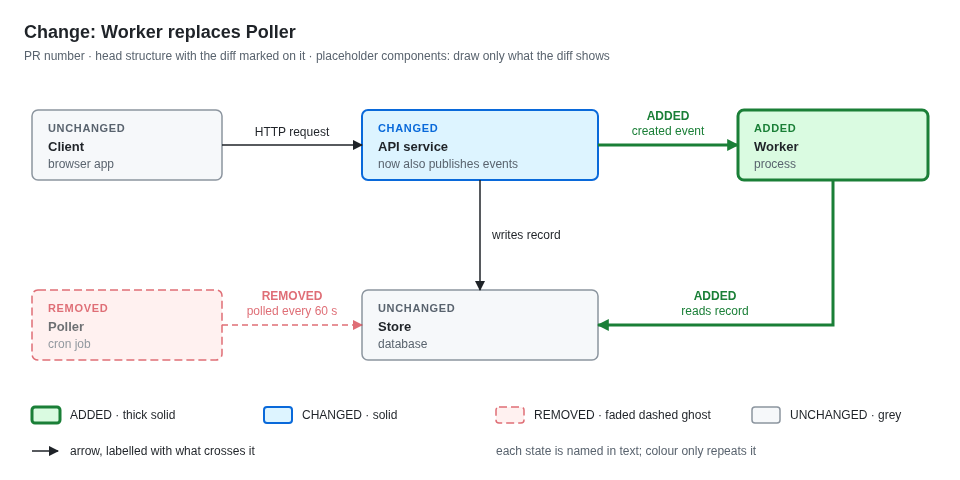 Change: Worker replaces Poller
PR number · head structure with the diff marked on it · placeholder components: draw only what the diff shows
UNCHANGED
Client
browser app
HTTP request
CHANGED
API service
now also publishes events
ADDED
created event
ADDED
Worker
process
writes record
REMOVED
Poller
cron job
REMOVED
polled every 60 s
UNCHANGED
Store
database
ADDED
reads record
ADDED · thick solid
CHANGED · solid
REMOVED · faded dashed ghost
UNCHANGED · grey
arrow, labelled with what crosses it
each state is named in text; colour only repeats it